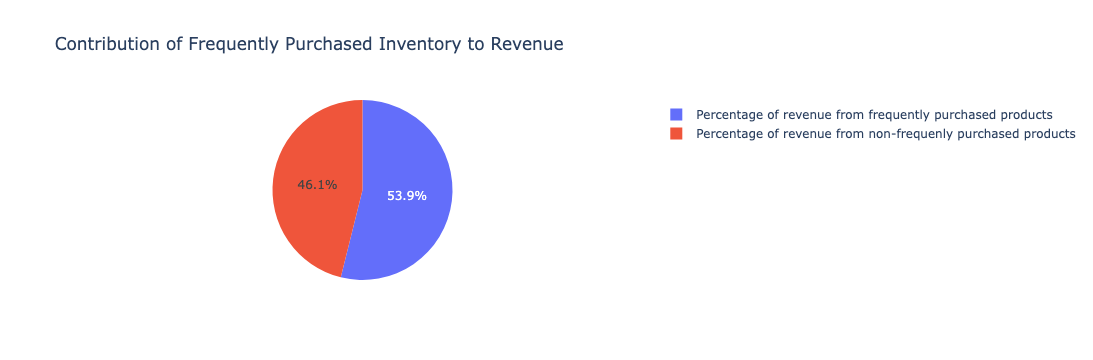 Contribution of Frequently Purchased Inventory to Revenue
Percentage of revenue from frequently purchased products
Percentage of revenue from non-frequenly purchased products
46.1%
53.9%